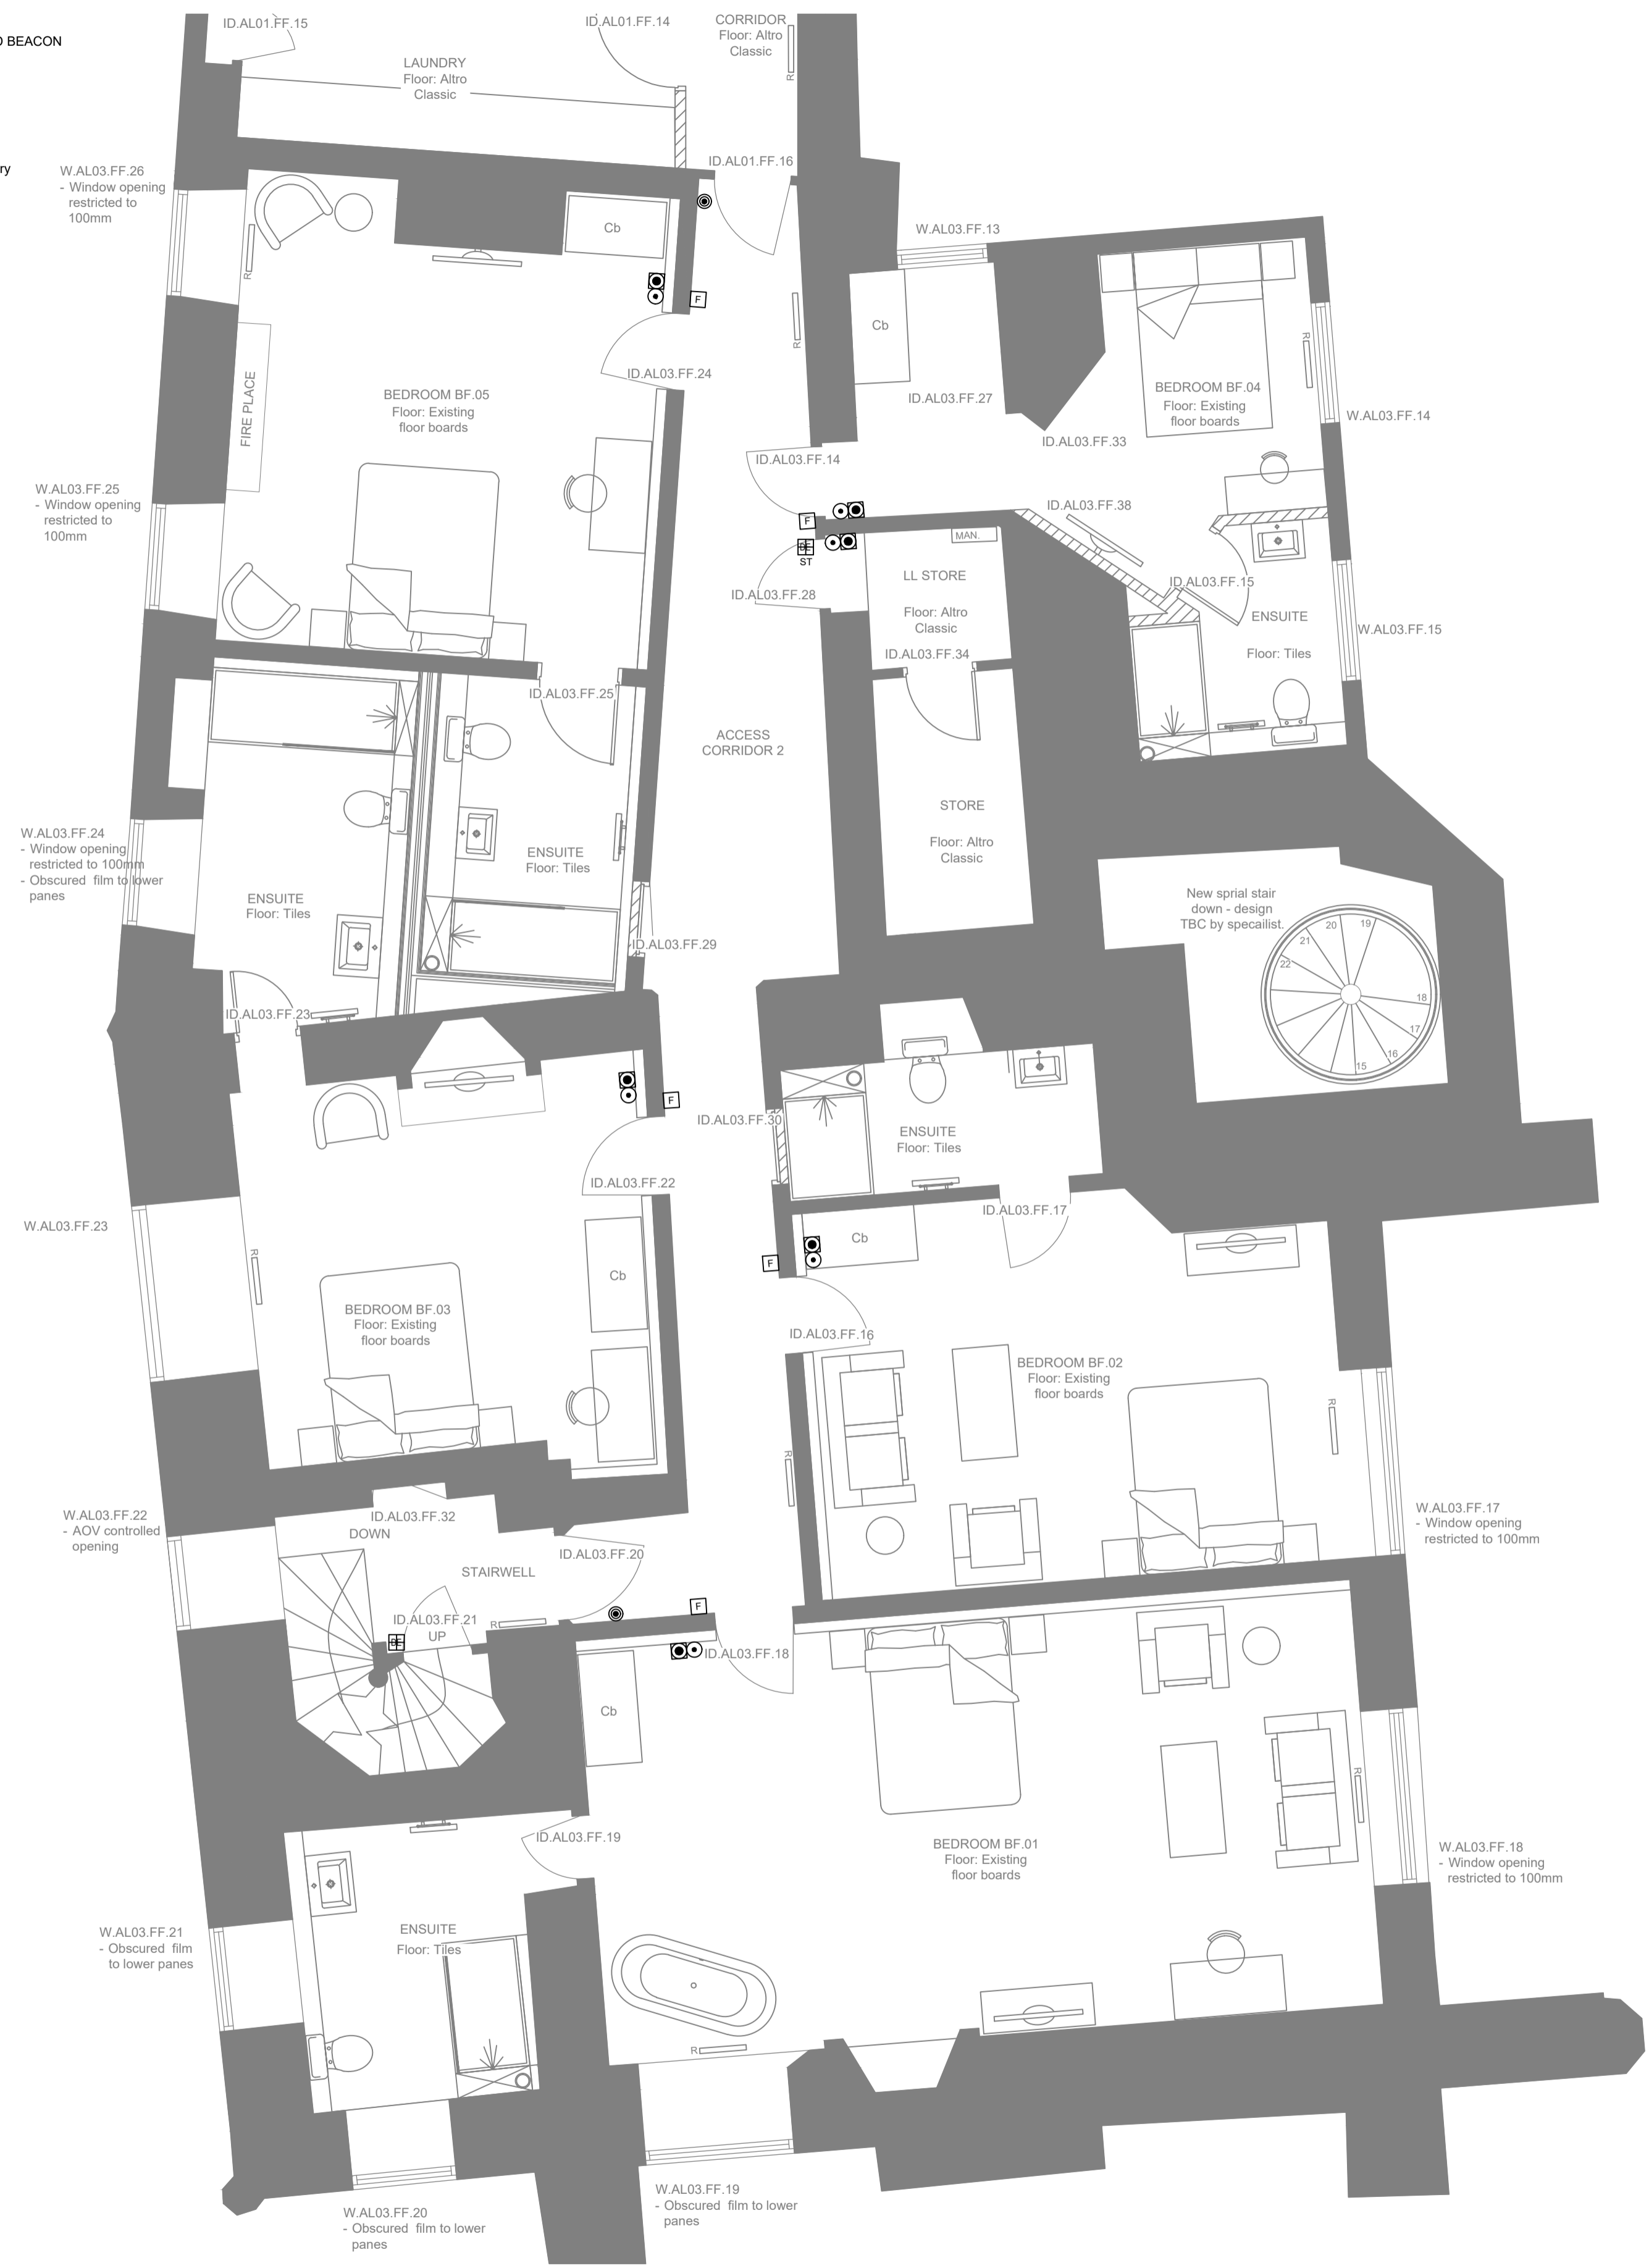 ID.AL01.FF.15
ID.AL01.FF.14
CORRIDOR
Floor: Altro
Classic
R
BEACON
LAUNDRY
Floor: Altro
Classic
ry
W.AL03.FF.26
- Window opening
restricted to
100mm
ID.AL01.FF.16
Cb
R
F
W.AL03.FF.13
Cb
R
R
FIRE PLACE
ID.AL03.FF.24
BEDROOM BF.05
Floor: Existing
floor boards
ID.AL03.FF.27
BEDROOM BF.04
Floor: Existing
floor boards
W.AL03.FF.14
ID.AL03.FF.33
ID.AL03.FF.14
W.AL03.FF.25
- Window opening
restricted to
100mm
ID.AL03.FF.38
F
MAN.
ST
LL STORE
Floor: Altro
Classic
ID.AL03.FF.28
ID.AL03.FF.15
ENSUITE
Floor: Tiles
W.AL03.FF.15
ID.AL03.FF.34
ID.AL03.FF.25
ACCESS
CORRIDOR 2
STORE
Floor: Altro
Classic
W.AL03.FF.24
- Window opening
restricted to 100mm
- Obscured film to lower
panes
ENSUITE
Floor: Tiles
ENSUITE
Floor: Tiles
New sprial stair
down - design
TBC by specailist.
19
20
21
22
18
17
16
15
ID.AL03.FF.29
ID.AL03.FF.23
F
ID.AL03.FF.30
ENSUITE
Floor: Tiles
ID.AL03.FF.22
ID.AL03.FF.17
W.AL03.FF.23
R
Cb
Cb
F
BEDROOM BF.03
Floor: Existing
floor boards
ID.AL03.FF.16
BEDROOM BF.02
Floor: Existing
floor boards
R
R
W.AL03.FF.22
- AOV controlled
opening
ID.AL03.FF.32
DOWN
ID.AL03.FF.20
STAIRWELL
W.AL03.FF.17
- Window opening
restricted to 100mm
ID.AL03.FF.21
UP
R
F
ID.AL03.FF.18
Cb
R
ID.AL03.FF.19
BEDROOM BF.01
Floor: Existing
floor boards
W.AL03.FF.18
- Window opening
restricted to 100mm
W.AL03.FF.21
- Obscured film
to lower panes
ENSUITE
Floor: Tiles
R
W.AL03.FF.20
- Obscured film to lower
panes
W.AL03.FF.19
- Obscured film to lower
panes